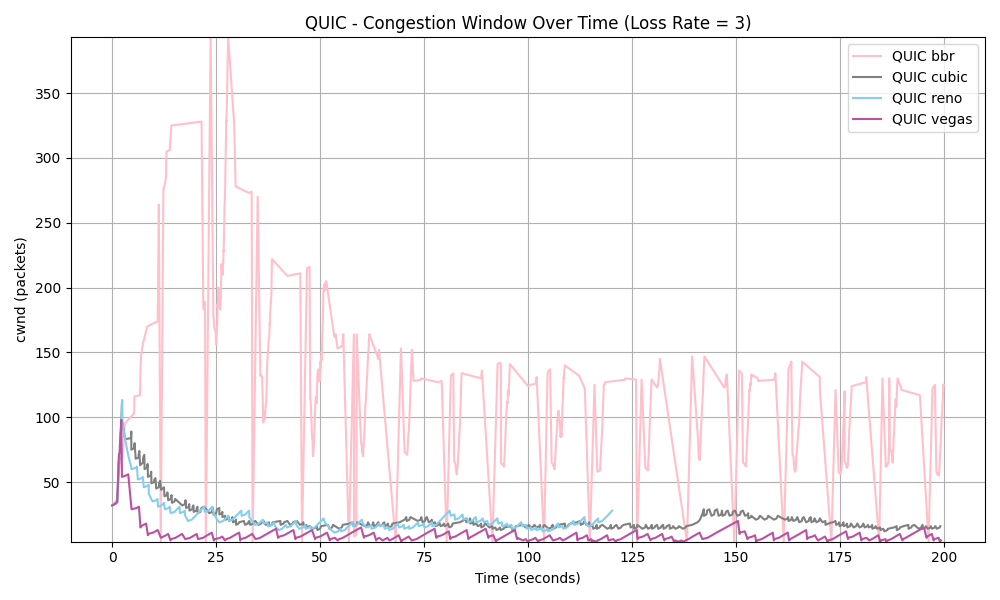 QUIC - Congestion Window Over Time (Loss Rate = 3)
QUIC bbr
QUIC cubic
QUIC reno
QUIC vegas
cwnd (packets)
350
300
250
200
150
100
50
0
25
50
75
100
125
150
175
200
Time (seconds)